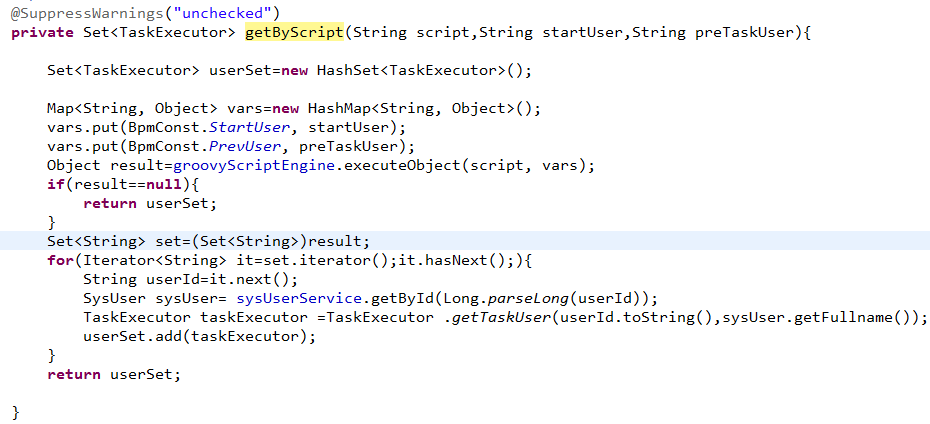 @SuppressWarnings("unchecked")
private Set<TaskExecutor> getByScript(String script,String startUser,String preTaskUser){
Set<TaskExecutor> userSet=new HashSet<TaskExecutor>();
Map<String, Object> vars=new HashMap<String, Object>();
vars.put(BpmConst.StartUser, startUser);
vars.put(BpmConst.PrevUser, preTaskUser);
Object result=groovyScriptEngine.executeObject(script, vars);
if(result==null){
return userSet;
}
Set<String> set=(Set<String>)result;
for(Iterator<String> it=set.iterator();it.hasNext();){
String userId=it.next();
SysUser sysUser= sysUserService.getById(Long.parseLong(userId));
TaskExecutor taskExecutor =TaskExecutor .getTaskUser(userId.toString(),sysUser.getFullname());
userSet.add(taskExecutor);
}
return userSet;
}